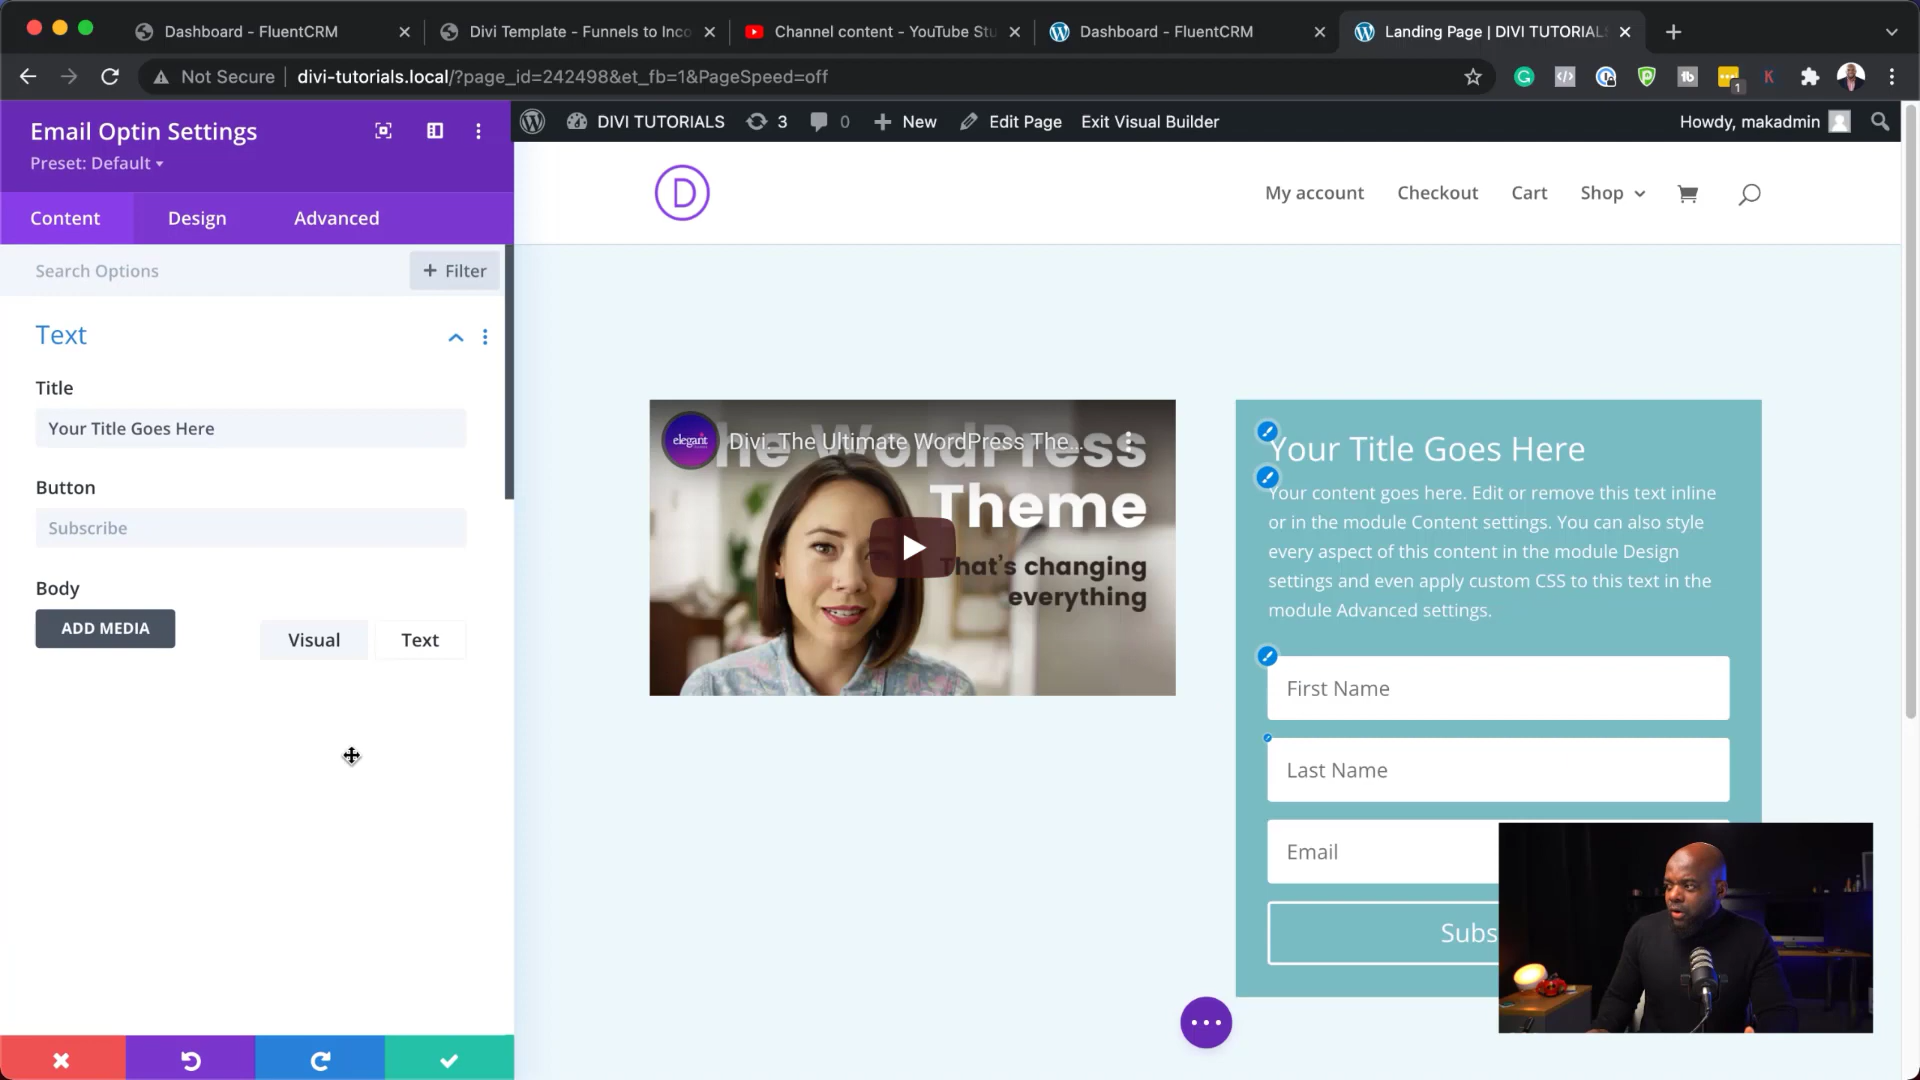 Dashboard - FluentCRM
Divi Template - Funnels to Inco
Channel content - YouTube Stu
Dashboard - FluentCRM
Landing Page | DIVI TUTORIALS
Not Secure
divi-tutorials.local/?page_id=242498&et_fb=1&PageSpeed=off
1
K
Email Optin Settings
Preset: Default
DIVI TUTORIALS
3
0
New
Edit Page
Exit Visual Builder
Howdy, makadmin
Content
Design
Advanced
D
My account
Checkout
Cart
Shop
Search Options
+ Filter
Text
Title
Your Title Goes Here
Button
Subscribe
Body
ADD MEDIA
Visual
Text
elegant
Divi. The Ultimate WordPress The...
he WordPress
Theme
That's changing
everything
Your Title Goes Here
Your content goes here. Edit or remove this text inline
or in the module Content settings. You can also style
every aspect of this content in the module Design
settings and even apply custom CSS to this text in the
module Advanced settings.
First Name
Last Name
Email
Subs